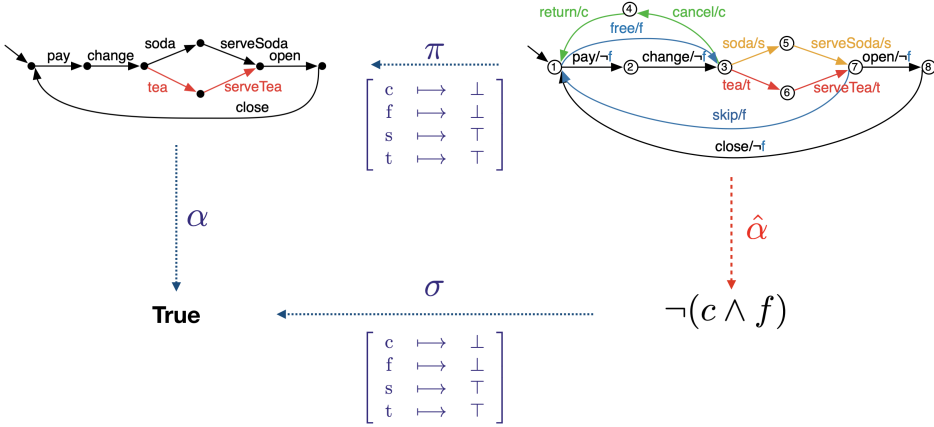 return/c
4
cancel/c
free/f
soda
serveSoda
pay
change
open
tea
serveTea
close
π
c ⟼ ⊥
f ⟼ ⊥
s ⟼ ⊤
t ⟼ ⊤
soda/s
5
serveSoda/s
1
pay/¬f
2
change/¬f
3
7
open/¬f
8
tea/t
6
serveTea/t
skip/f
close/¬f
α
α̂
True
σ
¬(c ∧ f)
c ⟼ ⊥
f ⟼ ⊥
s ⟼ ⊤
t ⟼ ⊤